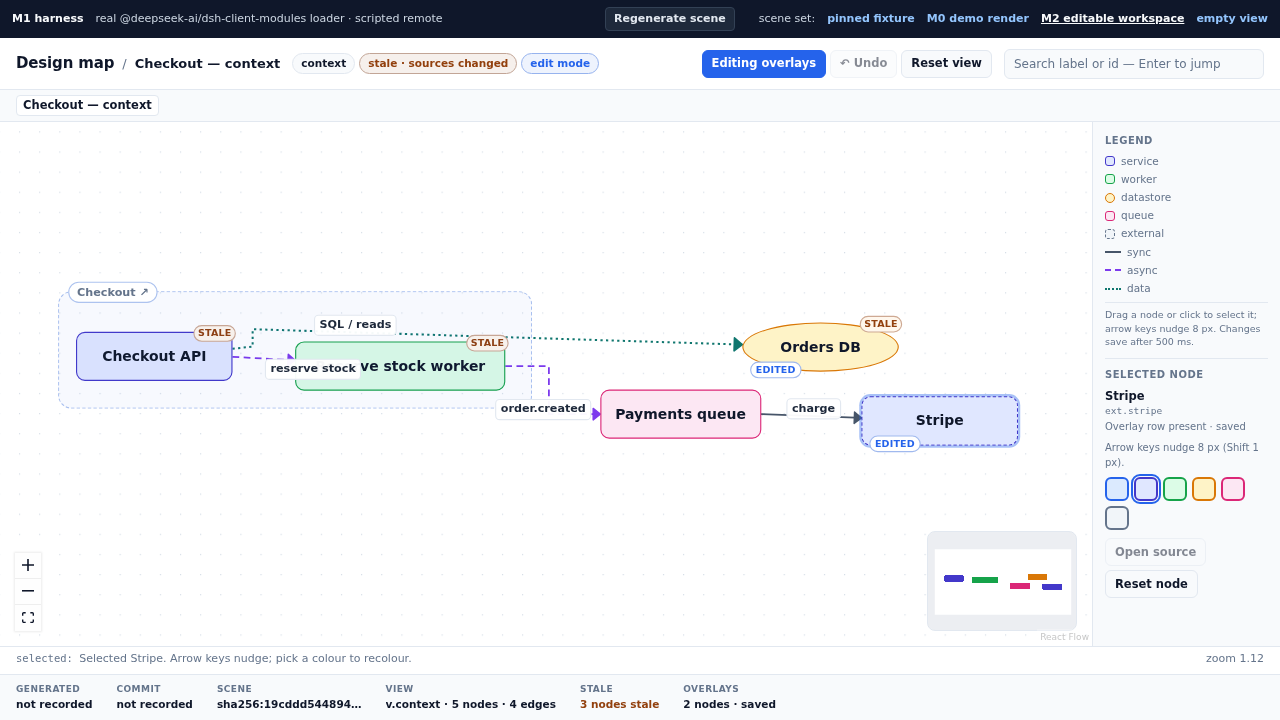 M1 harness real @deepseek-ai/dsh-client-modules loader · scripted remote Regenerate scene scene set: pinned fixture M0 demo render M2 editable workspace empty view
Design map / Checkout — context context stale · sources changed edit mode Editing overlays ↶ Undo Reset view Search label or id — Enter to jump
Checkout — context
Checkout ↗
STALE
Checkout API
SQL / reads
STALE
reserve stock
ve stock worker
STALE
Orders DB
EDITED
order.created
Payments queue
charge
Stripe
EDITED
React Flow
LEGEND
service
worker
datastore
queue
external
sync
async
data
Drag a node or click to select it;
arrow keys nudge 8 px. Changes
save after 500 ms.
SELECTED NODE
Stripe
ext.stripe
Overlay row present · saved
Arrow keys nudge 8 px (Shift 1
px).
Open source
Reset node
selected: Selected Stripe. Arrow keys nudge; pick a colour to recolour. zoom 1.12
GENERATED COMMIT SCENE VIEW STALE OVERLAYS
not recorded not recorded sha256:19cddd544894… v.context · 5 nodes · 4 edges 3 nodes stale 2 nodes · saved